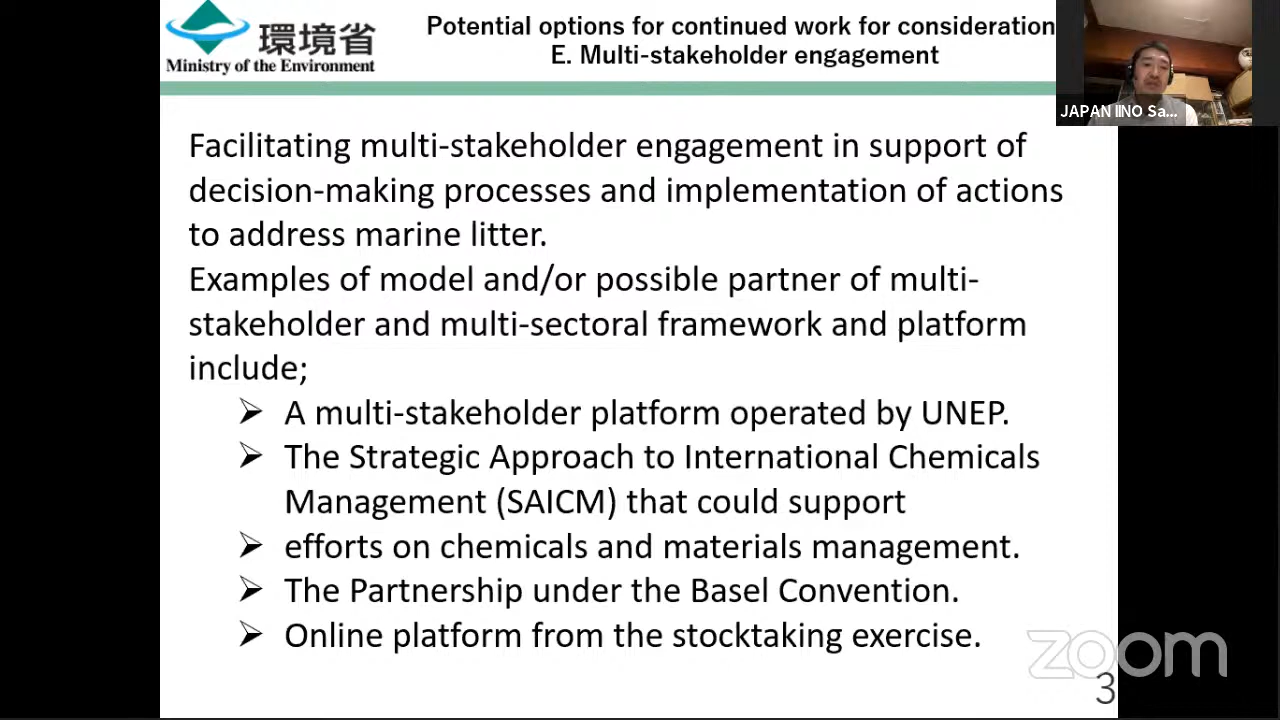 環境省
Ministry of the Environment
Potential options for continued work for consideration
E. Multi-stakeholder engagement
JAPAN IINO Sa...
Facilitating multi-stakeholder engagement in support of
decision-making processes and implementation of actions
to address marine litter.
Examples of model and/or possible partner of multi-
stakeholder and multi-sectoral framework and platform
include;
➢ A multi-stakeholder platform operated by UNEP.
➢ The Strategic Approach to International Chemicals
Management (SAICM) that could support
➢ efforts on chemicals and materials management.
➢ The Partnership under the Basel Convention.
➢ Online platform from the stocktaking exercise.
zoom
3